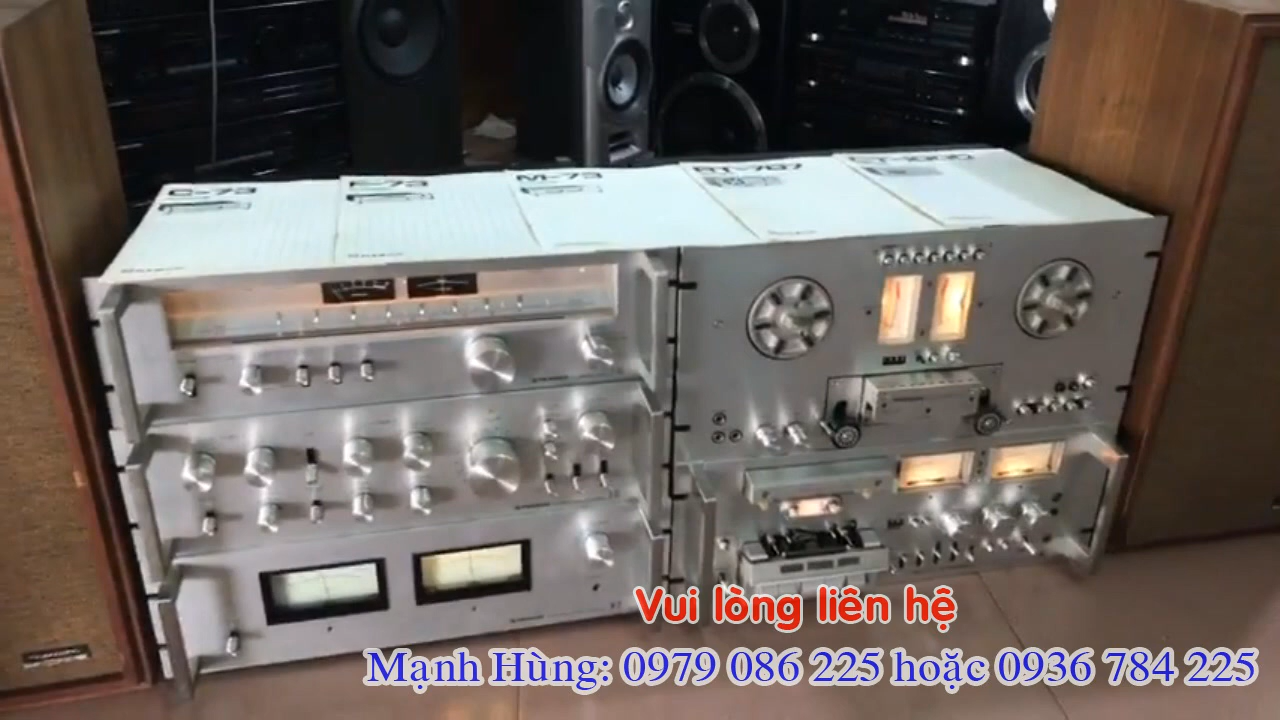 C-73
F-73
M-73
RT-707
CT-1000
Vui lòng liên hệ
Mạnh Hùng: 0979 086 225 hoặc 0936 784 225